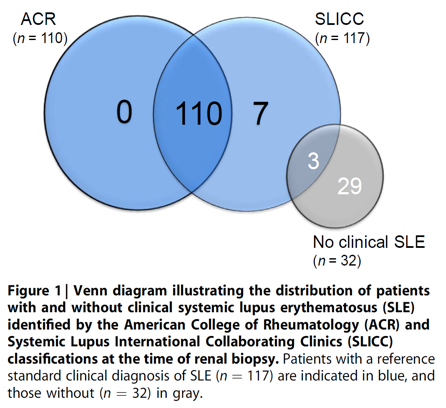 ACR
(n = 110)
SLICC
(n = 117)
0
110
7
3
29
No clinical SLE
(n = 32)
Figure 1 | Venn diagram illustrating the distribution of patients
with and without clinical systemic lupus erythematosus (SLE)
identified by the American College of Rheumatology (ACR) and
Systemic Lupus International Collaborating Clinics (SLICC)
classifications at the time of renal biopsy. Patients with a reference
standard clinical diagnosis of SLE (n = 117) are indicated in blue, and
those without (n = 32) in gray.